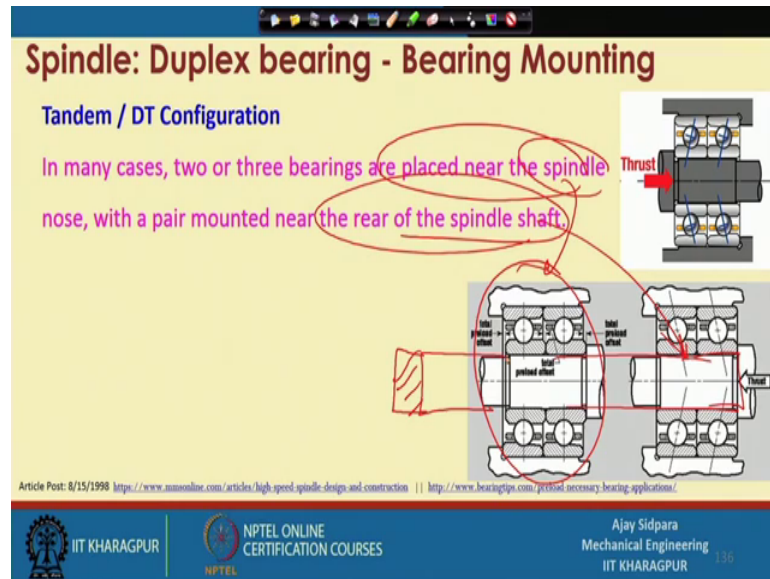 Spindle: Duplex bearing - Bearing Mounting
Tandem / DT Configuration
In many cases, two or three bearings are placed near the spindle
nose, with a pair mounted near the rear of the spindle shaft.
Thrust
total
preload
offset
total
preload
offset
total
preload offset
Thrust
Article Post: 8/15/1998 https://www.mmsonline.com/articles/high-speed-spindle-design-and-construction || http://www.bearingtips.com/preload-necessary-bearing-applications/
IIT KHARAGPUR
NPTEL
NPTEL ONLINE
CERTIFICATION COURSES
Ajay Sidpara
Mechanical Engineering
IIT KHARAGPUR
136